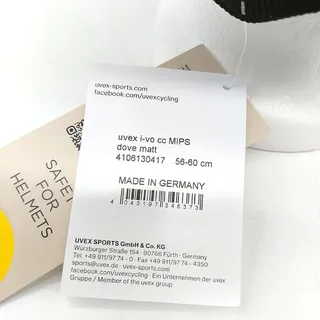 uvex-sports.com
facebook.com/uvexcycling
uvex i-vo cc MIPS
dove matt
4106130417 56-60 cm
MADE IN GERMANY
4 043197 346373
UVEX SPORTS GmbH & Co. KG
Würzburger Straße 154 · 90766 Fürth · Germany
Tel. +49 911/97 74 - 0 · Fax +49 911/97 74 - 4350
sports@uvex.de · uvex-sports.com
facebook.com/uvexcycling · Ein Unternehmen der uvex
Gruppe / Member of the uvex group
FOR
HELMETS